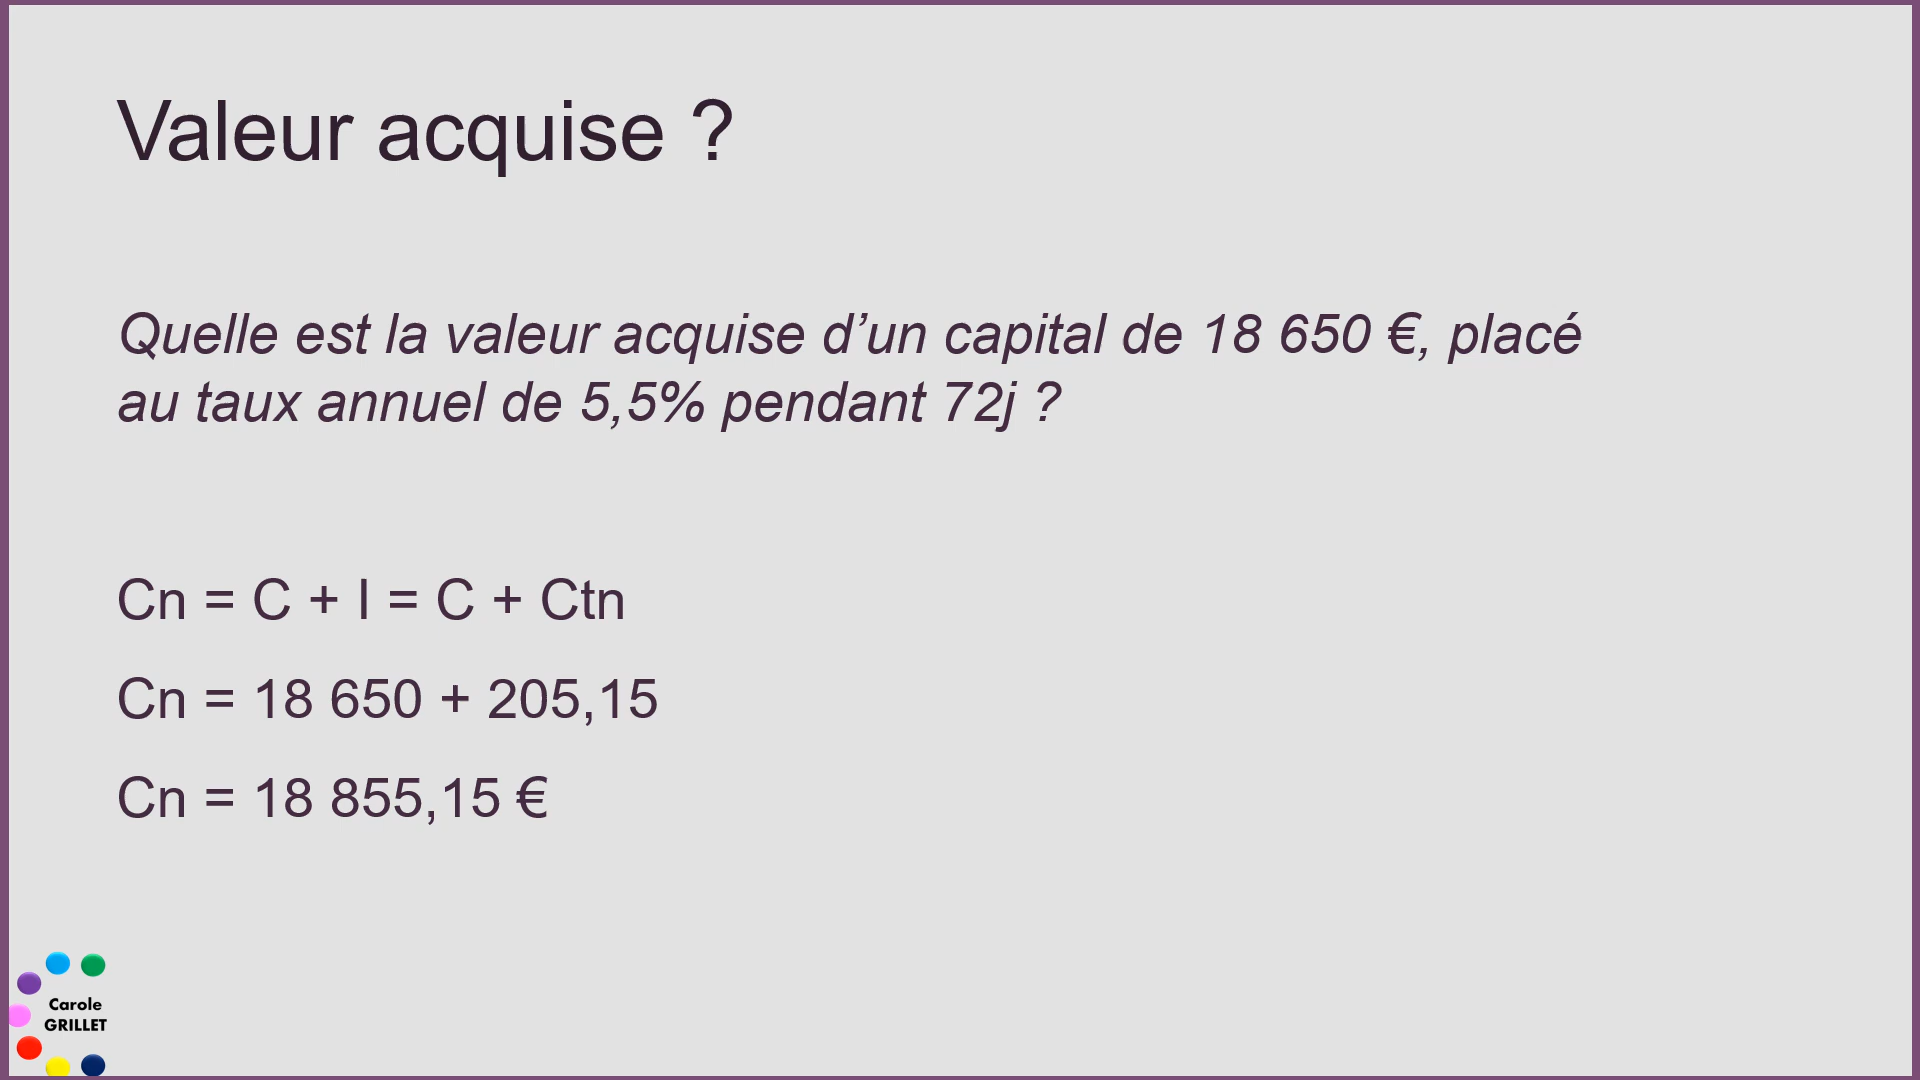 Valeur acquise ?
Quelle est la valeur acquise d’un capital de 18 650 €, placé
au taux annuel de 5,5% pendant 72j ?
Cn = C + I = C + Ctn
Cn = 18 650 + 205,15
Cn = 18 855,15 €
Carole
GRILLET